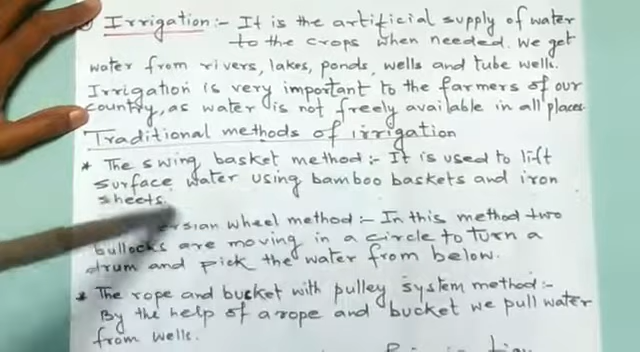 Irrigation:- It is the artificial supply of water
to the crops when needed. We get
water from rivers, lakes, ponds, wells and tube well.
Irrigation is very important to the farmers of our
country, as water is not freely available in all places
Traditional methods of irrigation
* The swing basket method:- It is used to lift
surface water using bamboo baskets and iron
sheets.
wheel method:- In this method two
bullocks are moving in a circle to turn a
drum and pick the water from below.
* The rope and bucket with pulley system method:-
By the help of a rope and bucket we pull water
from wells.